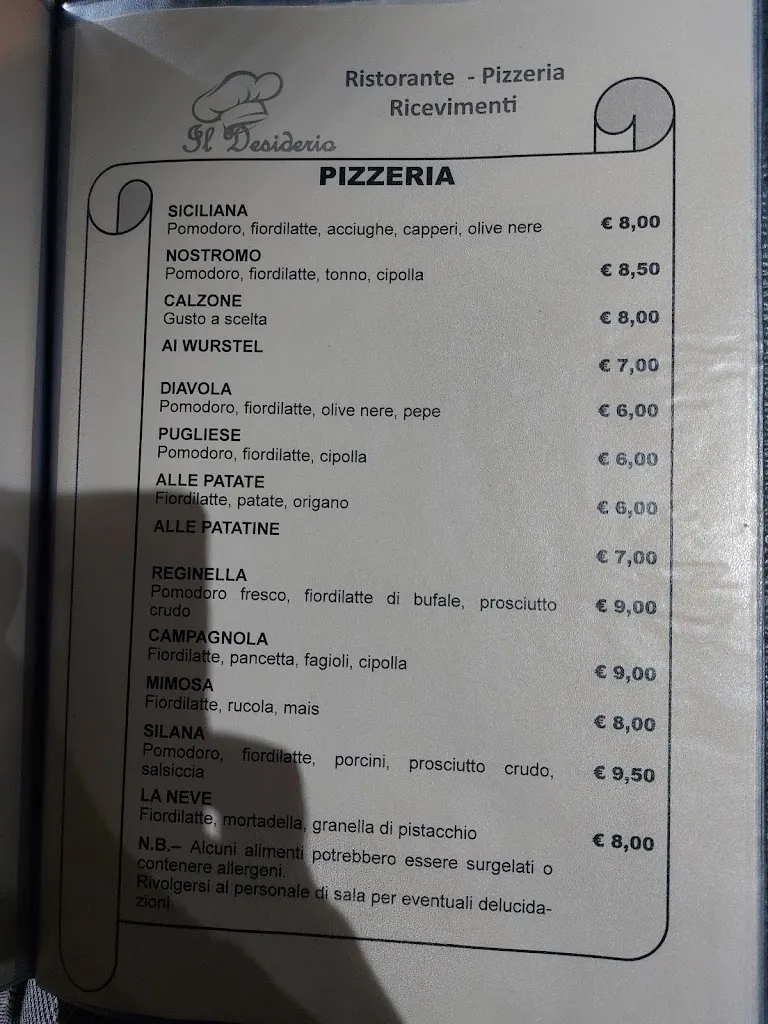 Ristorante - Pizzeria
Ricevimenti
Il Desiderio
PIZZERIA
SICILIANA
Pomodoro, fiordilatte, acciughe, capperi, olive nere € 8,00
NOSTROMO
Pomodoro, fiordilatte, tonno, cipolla € 8,50
CALZONE
Gusto a scelta € 8,00
AI WURSTEL
€ 7,00
DIAVOLA
Pomodoro, fiordilatte, olive nere, pepe € 6,00
PUGLIESE
Pomodoro, fiordilatte, cipolla € 6,00
ALLE PATATE
Fiordilatte, patate, origano € 6,00
ALLE PATATINE
€ 7,00
REGINELLA
Pomodoro fresco, fiordilatte di bufale, prosciutto € 9,00
crudo
CAMPAGNOLA
Fiordilatte, pancetta, fagioli, cipolla € 9,00
MIMOSA
Fiordilatte, rucola, mais € 8,00
SILANA
Pomodoro, fiordilatte, porcini, prosciutto crudo, € 9,50
salsiccia
LA NEVE
Fiordilatte, mortadella, granella di pistacchio € 8,00
N.B.– Alcuni alimenti potrebbero essere surgelati o
contenere allergeni.
Rivolgersi al personale di sala per eventuali delucida-
zioni.